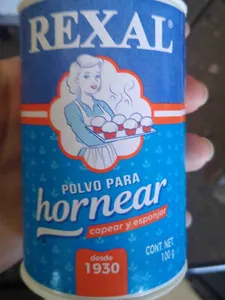 REXAL®
POLVO PARA
hornear
capear y esponjar
desde
1930
CONT. NET
100 g